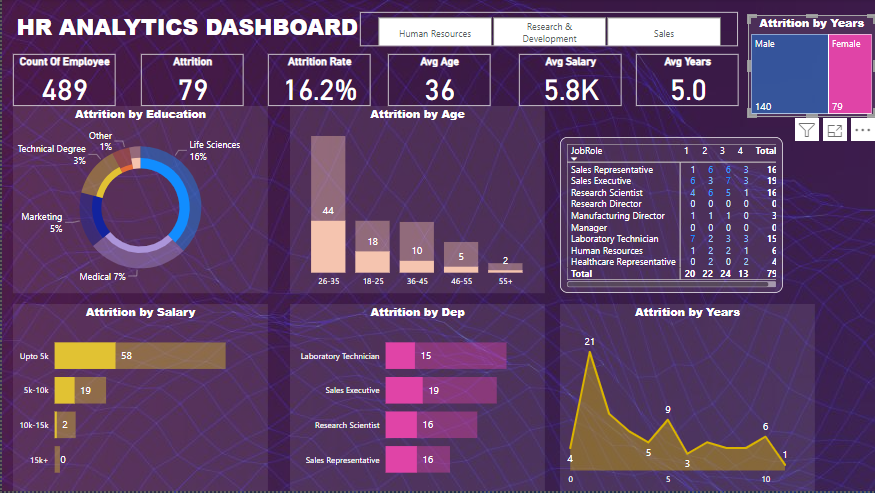 HR ANALYTICS DASHBOARD
Human Resources
Research &
Development
Sales
Attrition by Years
Male
Female
140
79
Count Of Employee
489
Attrition
79
Attrition Rate
16.2%
Avg Age
36
Avg Salary
5.8K
Avg Years
5.0
Attrition by Education
Other
1%
Technical Degree
3%
Life Sciences
16%
Marketing
5%
Medical 7%
Attrition by Age
44
18
10
5
2
26-35 18-25 36-45 46-55 55+
JobRole 1 2 3 4 Total
Sales Representative 1 6 6 3 16
Sales Executive 6 3 7 3 19
Research Scientist 4 6 5 1 16
Research Director 0 0 0 0 0
Manufacturing Director 1 1 1 0 3
Manager 0 0 0 0 0
Laboratory Technician 7 2 3 3 15
Human Resources 1 2 2 1 6
Healthcare Representative 0 2 0 2 4
Total 20 22 24 13 79
Attrition by Salary
Upto 5k 58
5k-10k 19
10k-15k 2
15k+ 0
Attrition by Dep
Laboratory Technician 15
Sales Executive 19
Research Scientist 16
Sales Representative 16
Attrition by Years
21
9
6
4
5
3
1
0 5 10